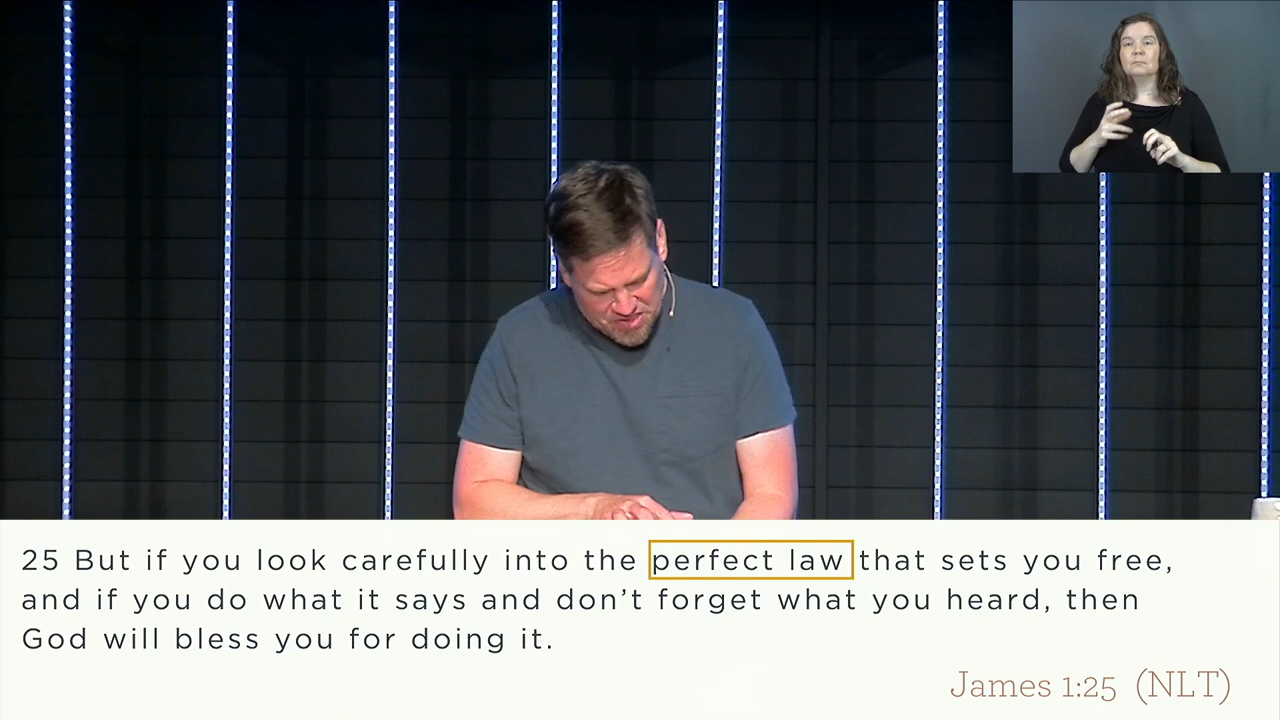 25 But if you look carefully into the perfect law that sets you free,
and if you do what it says and don’t forget what you heard, then
God will bless you for doing it.
James 1:25 (NLT)